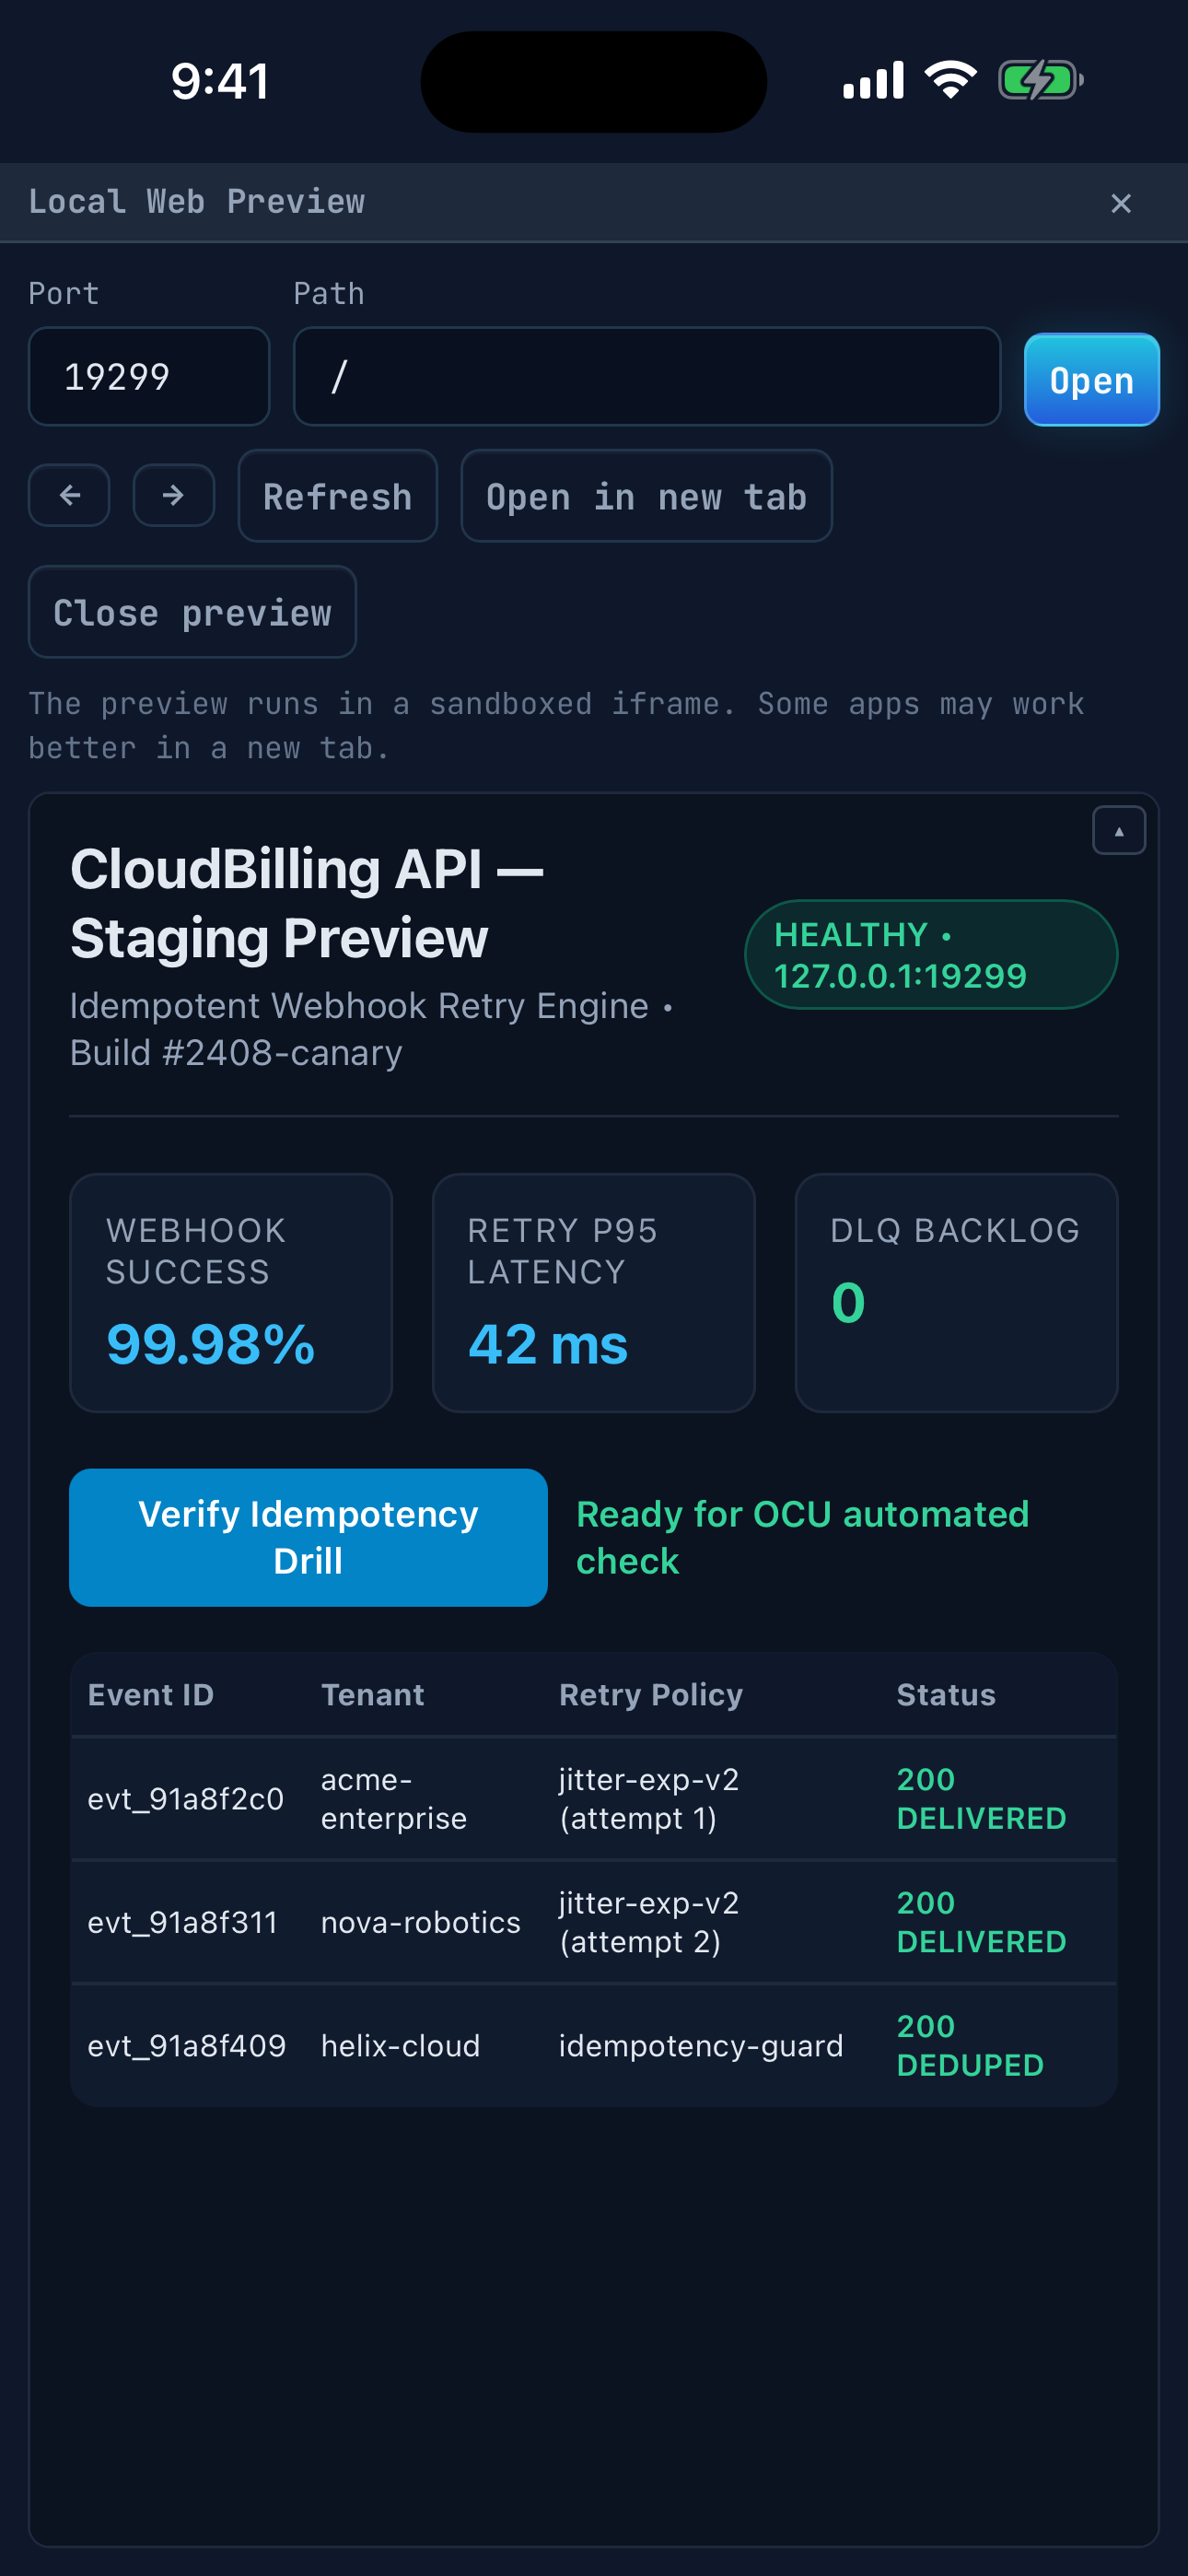 9:41
Local Web Preview ×
Port Path
19299 / Open
← → Refresh Open in new tab
Close preview
The preview runs in a sandboxed iframe. Some apps may work
better in a new tab.
▲
CloudBilling API —
Staging Preview
Idempotent Webhook Retry Engine •
Build #2408-canary
HEALTHY •
127.0.0.1:19299
WEBHOOK
SUCCESS
99.98%
RETRY P95
LATENCY
42 ms
DLQ BACKLOG
0
Verify Idempotency
Drill
Ready for OCU automated
check
Event ID Tenant Retry Policy Status
evt_91a8f2c0
acme-
enterprise
jitter-exp-v2
(attempt 1)
200
DELIVERED
evt_91a8f311
nova-robotics
jitter-exp-v2
(attempt 2)
200
DELIVERED
evt_91a8f409
helix-cloud
idempotency-guard
200
DEDUPED